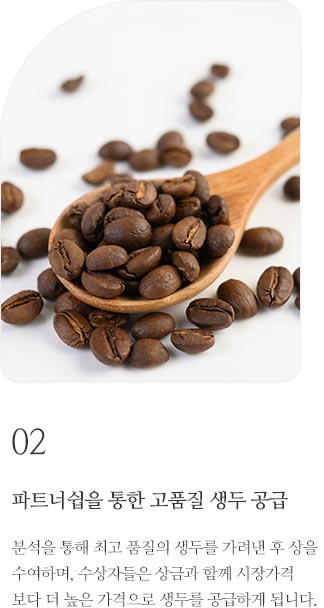 02
파트너쉽을 통한 고품질 생두 공급
분석을 통해 최고 품질의 생두를 가려낸 후 상을
수여하며, 수상자들은 상금과 함께 시장가격
보다 더 높은 가격으로 생두를 공급하게 됩니다.